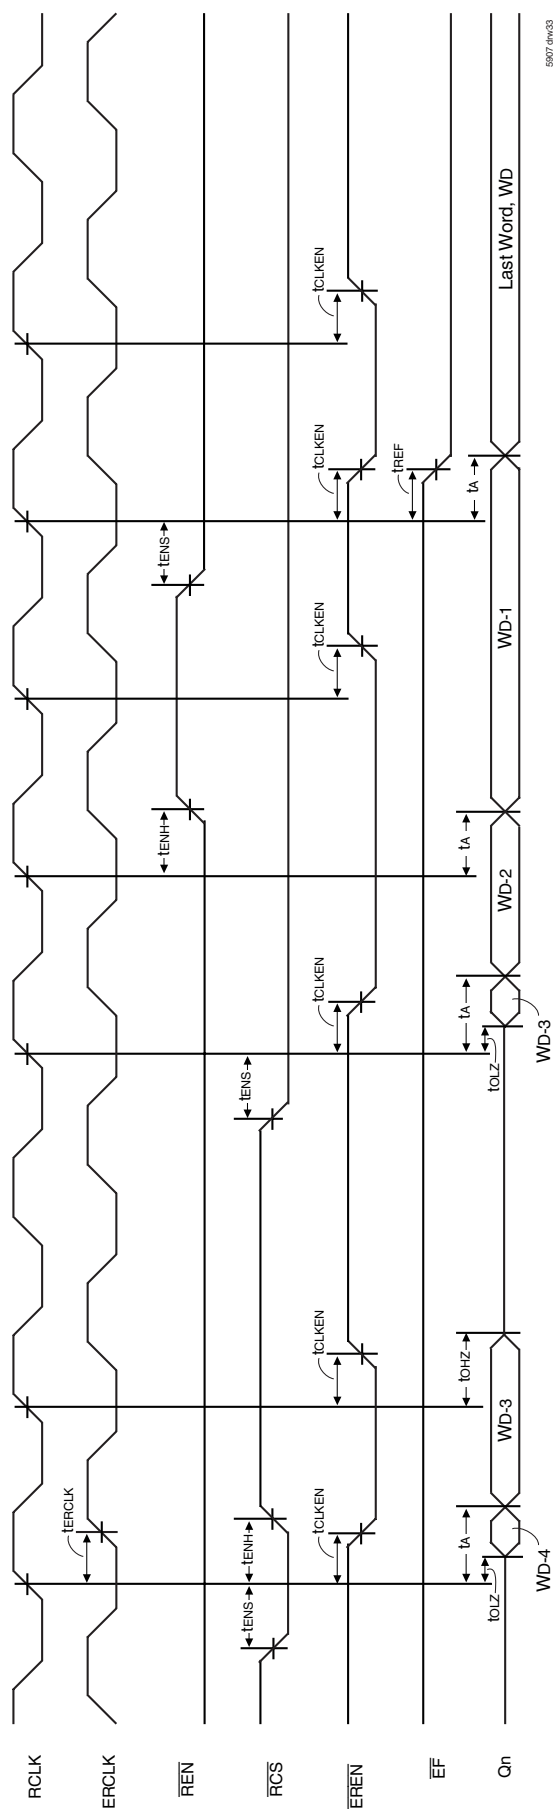 RCLK
ERCLK
tERCLK
REN
tENH
tENS
RCS
tENS
tENH
tENS
EREN
tCLKEN
tCLKEN
tCLKEN
tCLKEN
tCLKEN
tCLKEN
EF
tREF
Qn
tOLZ
tA
WD-4
WD-3
tOHZ
tOLZ
tA
WD-3
WD-2
tA
WD-1
tA
Last Word, WD
5907 drw33